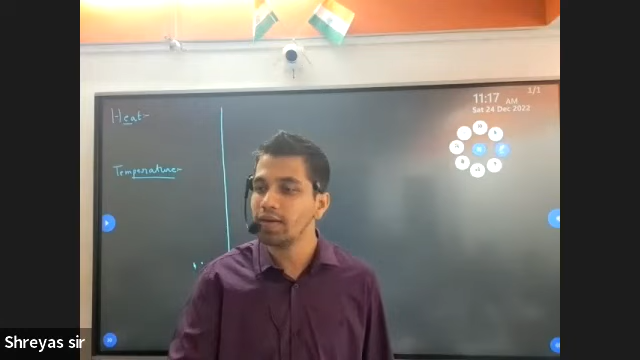 Heat-
Temperature-
11:17 AM
1/1
Sat 24 Dec 2022
Shreyas sir